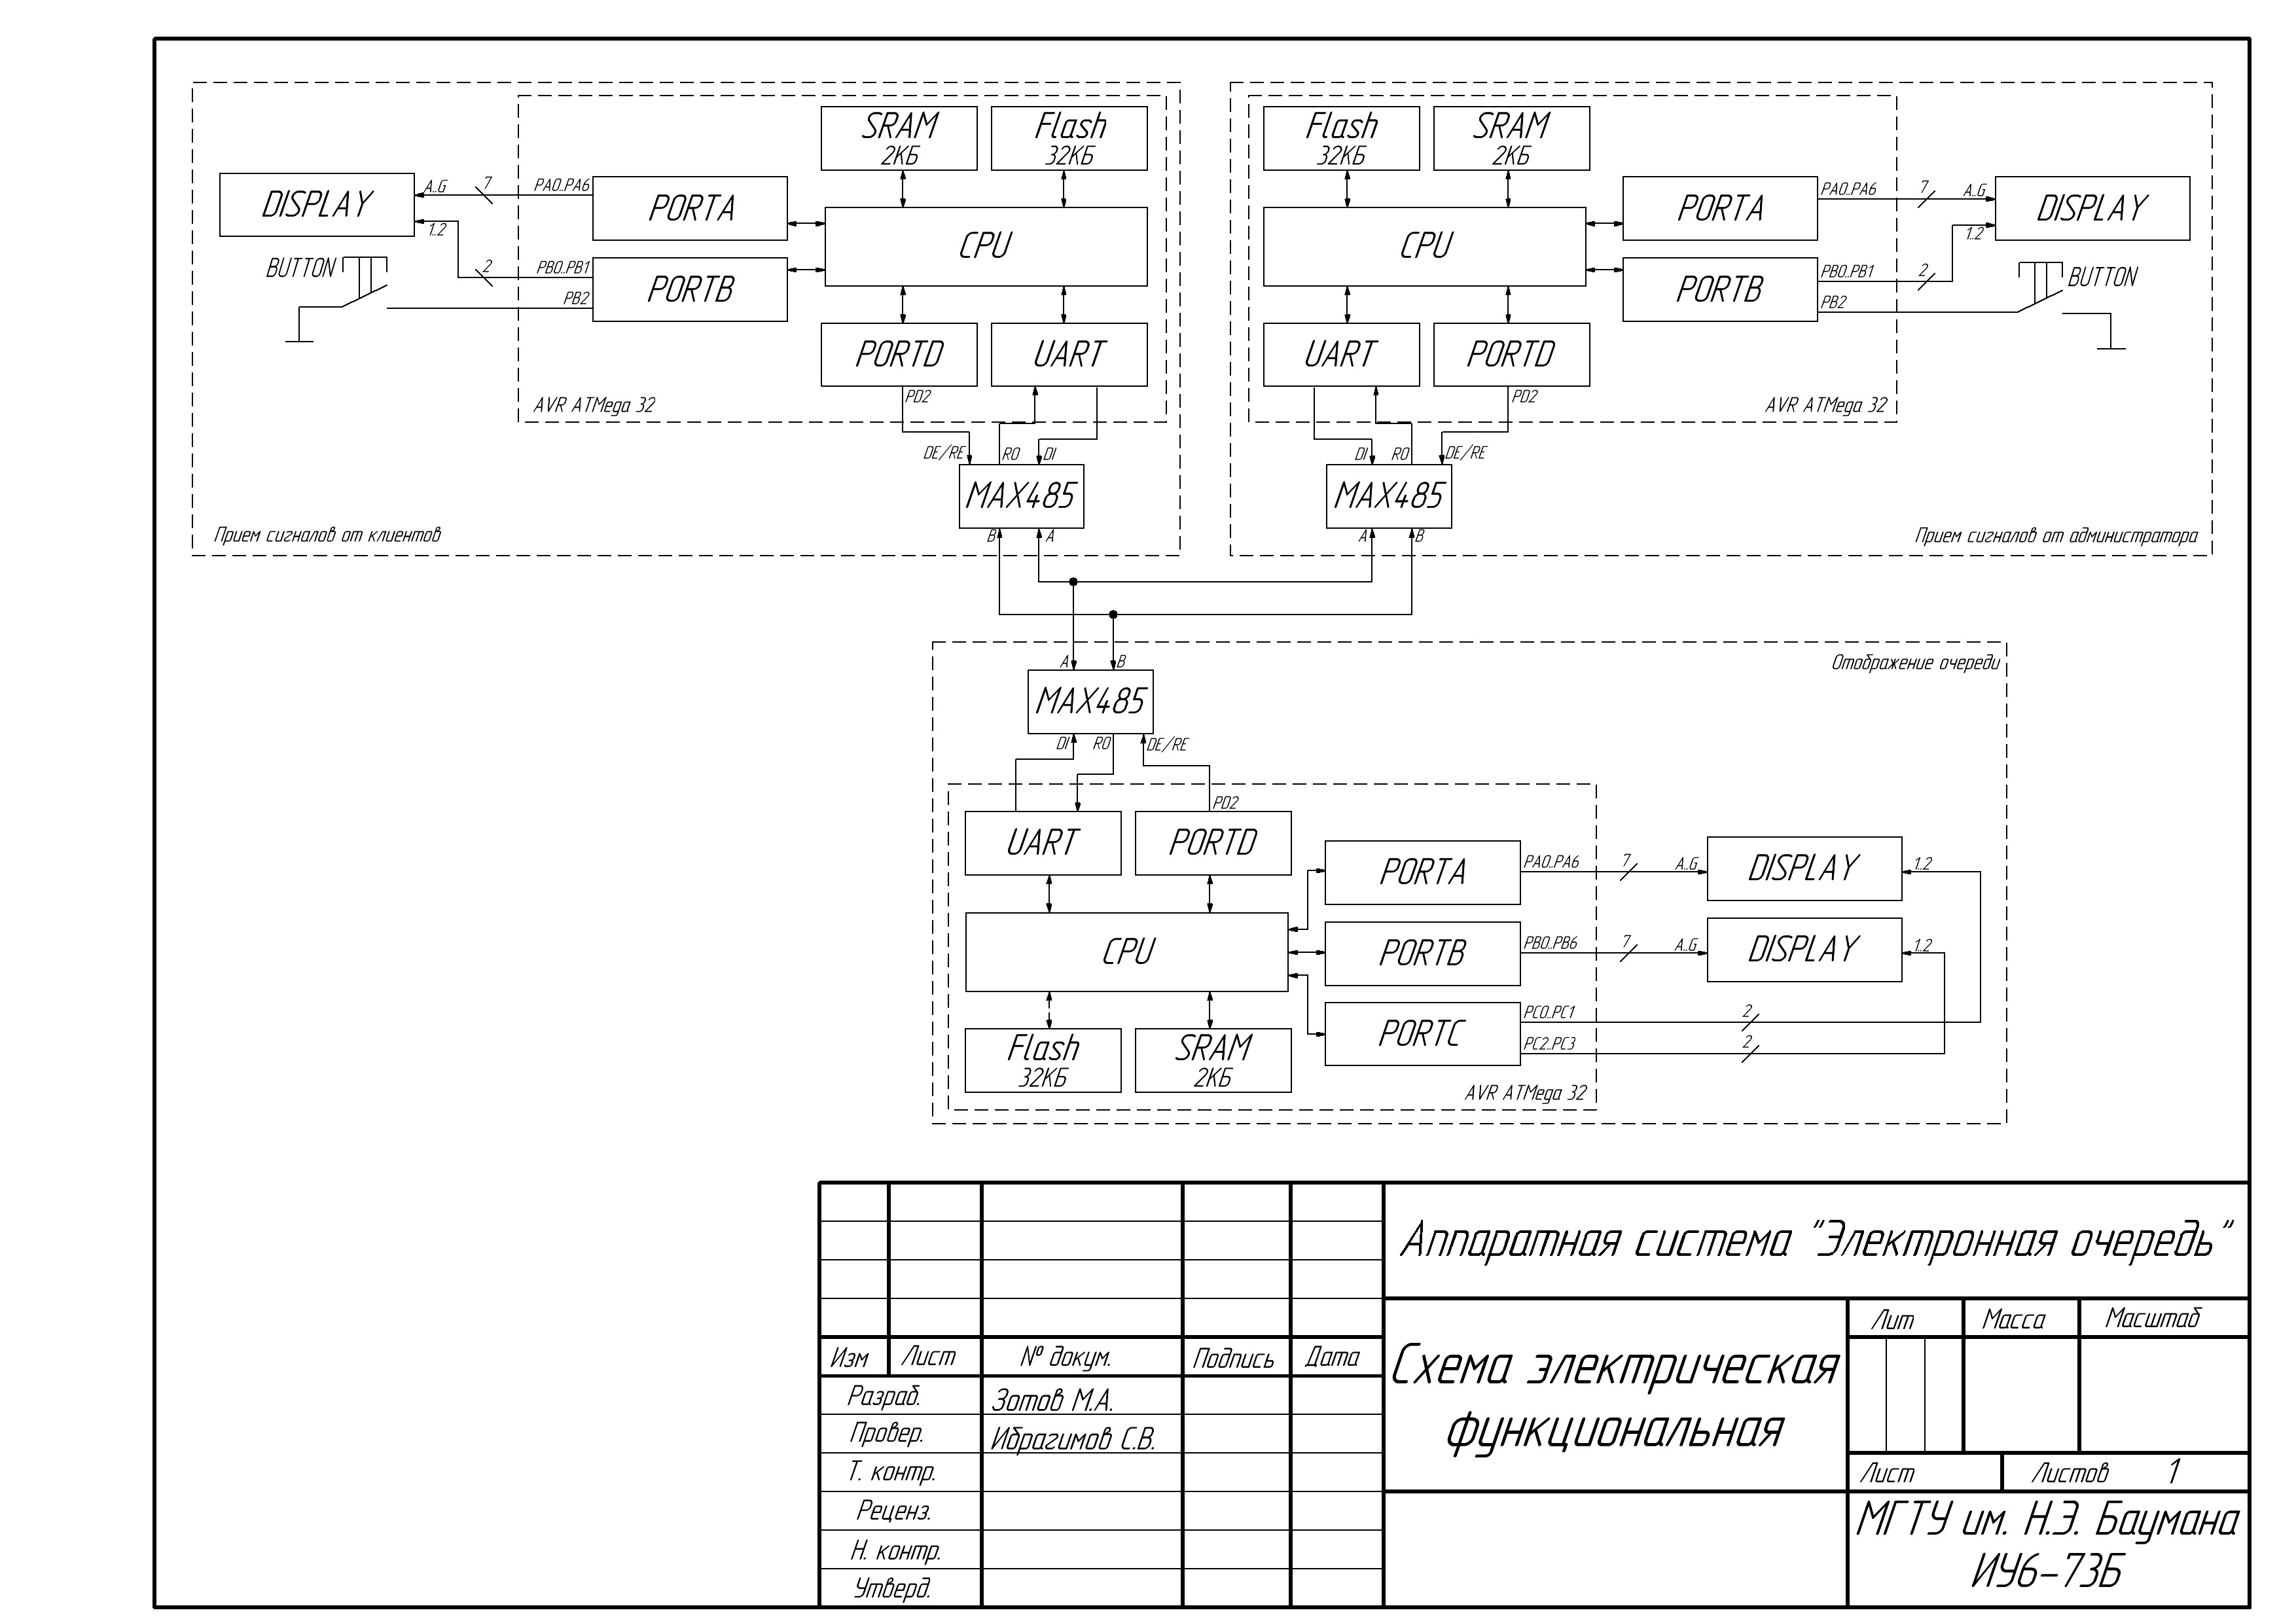 SRAM
2КБ
Flash
32КБ
DISPLAY
A..G
7
PA0..PA6
PORTA
1..2
CPU
BUTTON
2
PB0..PB1
PORTB
PB2
PORTD
UART
PD2
AVR ATMega 32
DE/RE
RO
DI
MAX485
B
A
Прием сигналов от клиентов
Flash
32КБ
SRAM
2КБ
PORTA
PA0..PA6
7
A..G
DISPLAY
1..2
CPU
PORTB
PB0..PB1
2
BUTTON
PB2
UART
PORTD
PD2
AVR ATMega 32
DI
RO
DE/RE
MAX485
A
B
Прием сигналов от администратора
Отображение очереди
A
B
MAX485
DI
RO
DE/RE
PD2
UART
PORTD
PORTA
PA0..PA6
7
A..G
DISPLAY
1..2
CPU
PORTB
PB0..PB6
7
A..G
DISPLAY
1..2
PORTC
PC0..PC1
2
PC2..PC3
2
Flash
32КБ
SRAM
2КБ
AVR ATMega 32
Аппаратная система "Электронная очередь"
Схема электрическая
функциональная
Лит
Масса
Масштаб
Изм
Лист
№ докум.
Подпись
Дата
Разраб.
Зотов М.А.
Провер.
Ибрагимов С.В.
Т. контр.
Реценз.
Н. контр.
Утверд.
Лист
Листов 1
МГТУ им. Н.Э. Баумана
ИУ6-73Б